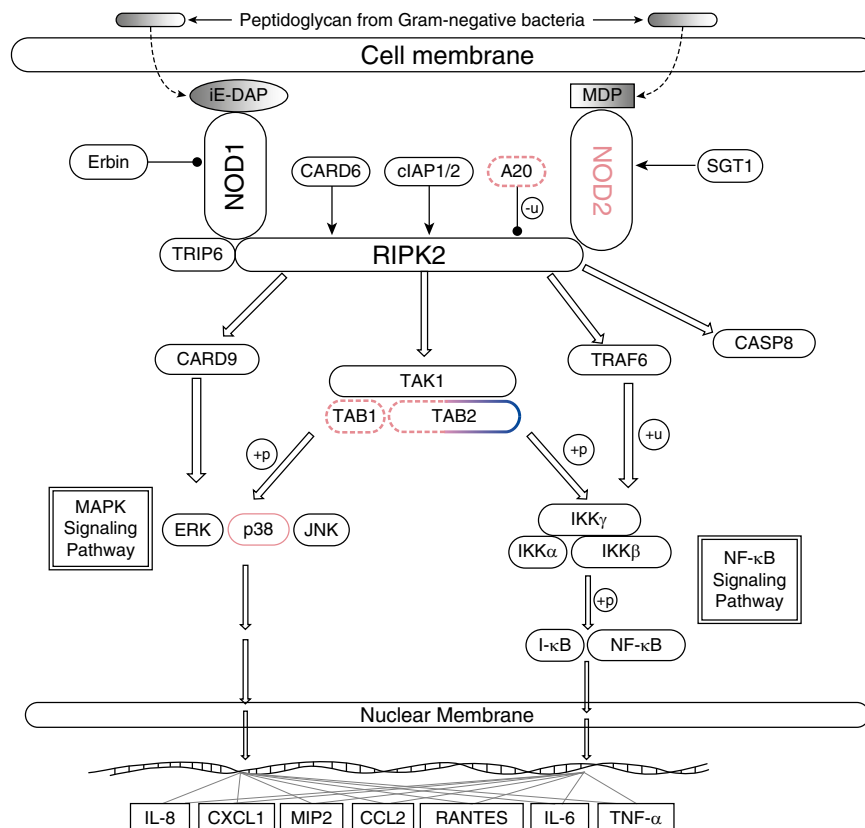 Peptidoglycan from Gram-negative bacteria
Cell membrane
iE-DAP
MDP
NOD1
NOD2
Erbin
CARD6
cIAP1/2
A20
SGT1
-u
TRIP6
RIPK2
CARD9
TRAF6
CASP8
TAK1
TAB1
TAB2
+p
+p
+u
MAPK
Signaling
Pathway
ERK
p38
JNK
IKKγ
IKKα
IKKβ
NF-κB
Signaling
Pathway
+p
I-κB
NF-κB
Nuclear Membrane
IL-8
CXCL1
MIP2
CCL2
RANTES
IL-6
TNF-α